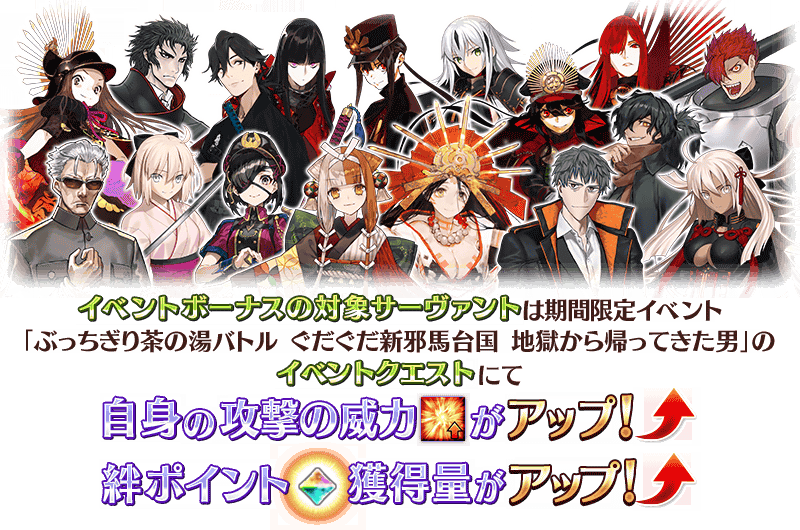 イベントボーナスの対象サーヴァントは期間限定イベント
「ぶっちぎり茶の湯バトル ぐだぐだ新邪馬台国 地獄から帰ってきた男」の
イベントクエストにて
自身の攻撃の威力がアップ!
絆ポイント獲得量がアップ!